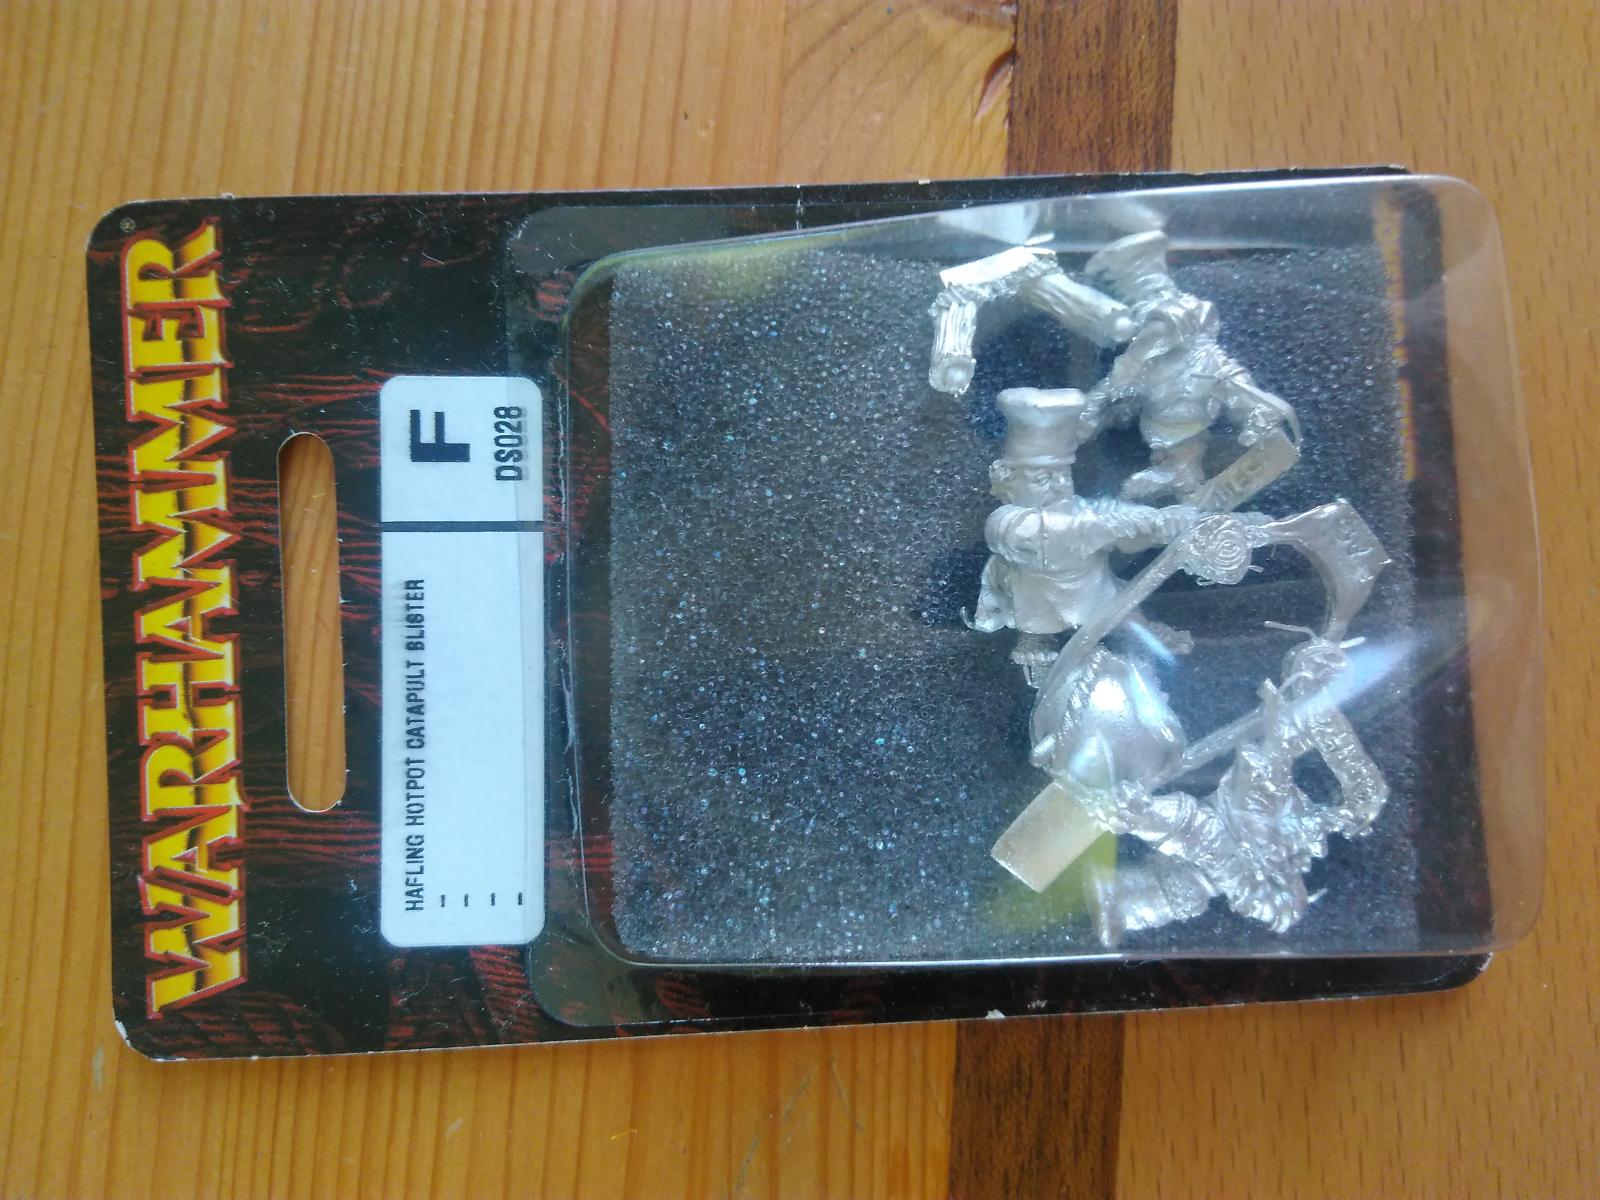 WARHAMMER®
F
DS028
HAFLING HOTPOT CATAPULT BLISTER